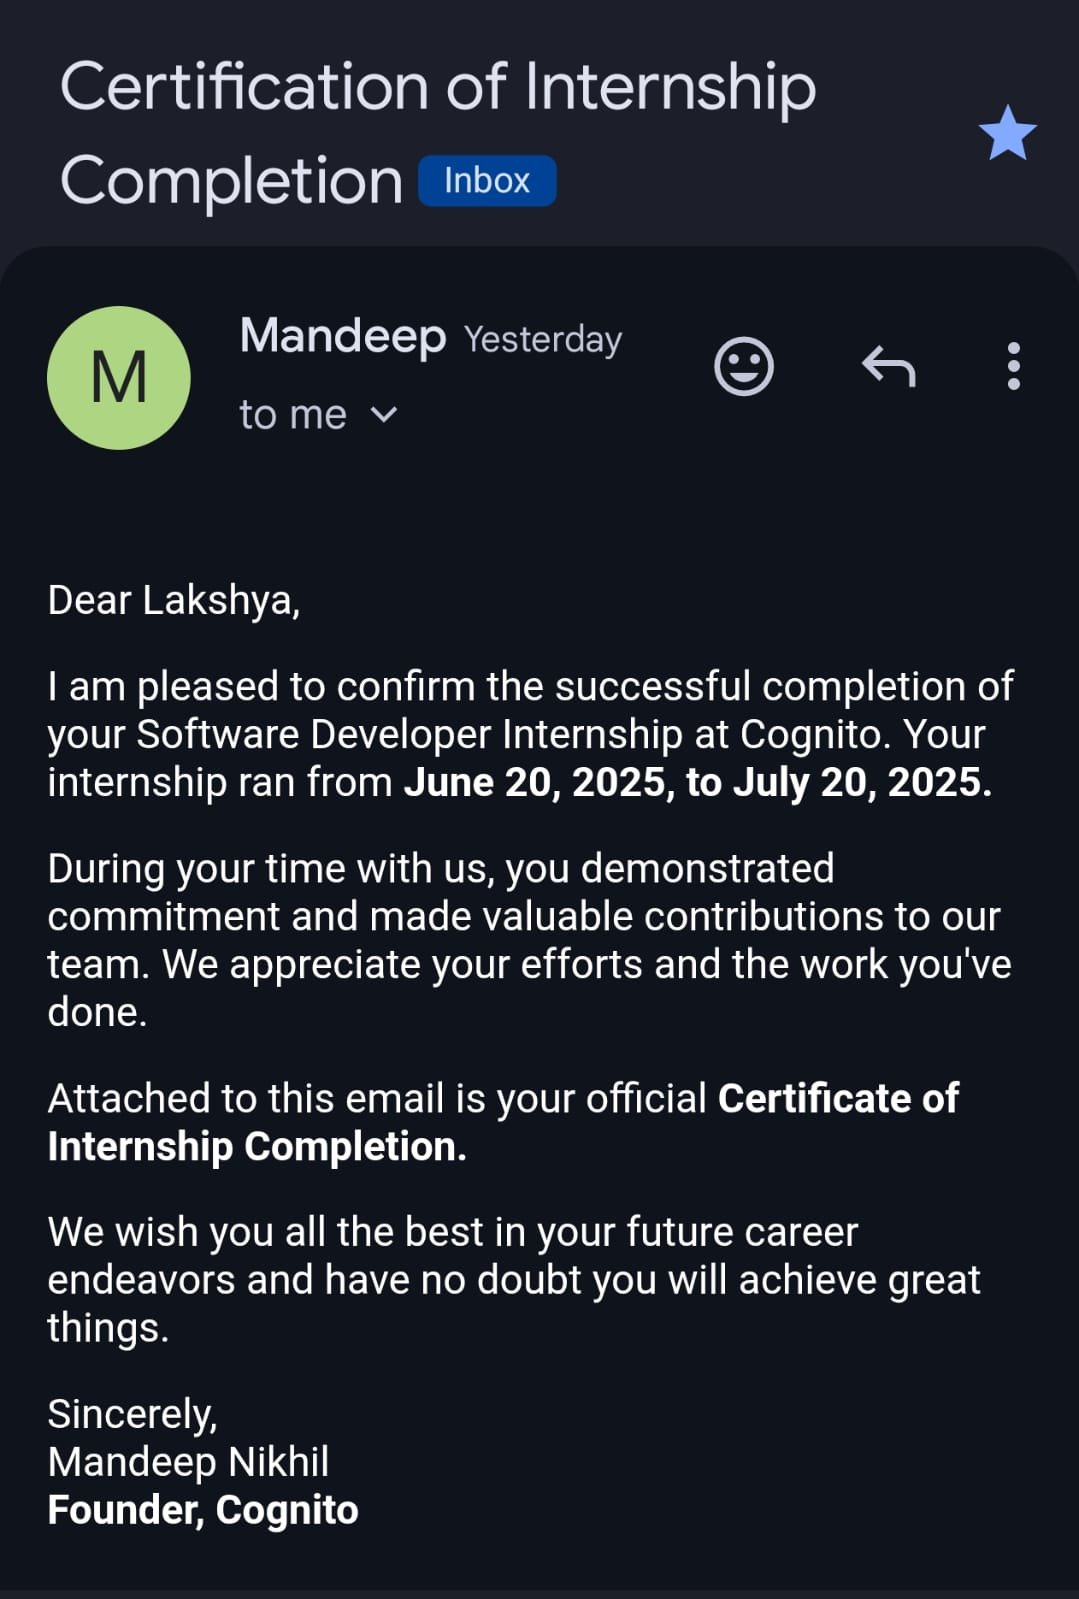 Certification of Internship
Completion Inbox
M
Mandeep Yesterday
to me
Dear Lakshya,
I am pleased to confirm the successful completion of
your Software Developer Internship at Cognito. Your
internship ran from June 20, 2025, to July 20, 2025.
During your time with us, you demonstrated
commitment and made valuable contributions to our
team. We appreciate your efforts and the work you've
done.
Attached to this email is your official Certificate of
Internship Completion.
We wish you all the best in your future career
endeavors and have no doubt you will achieve great
things.
Sincerely,
Mandeep Nikhil
Founder, Cognito